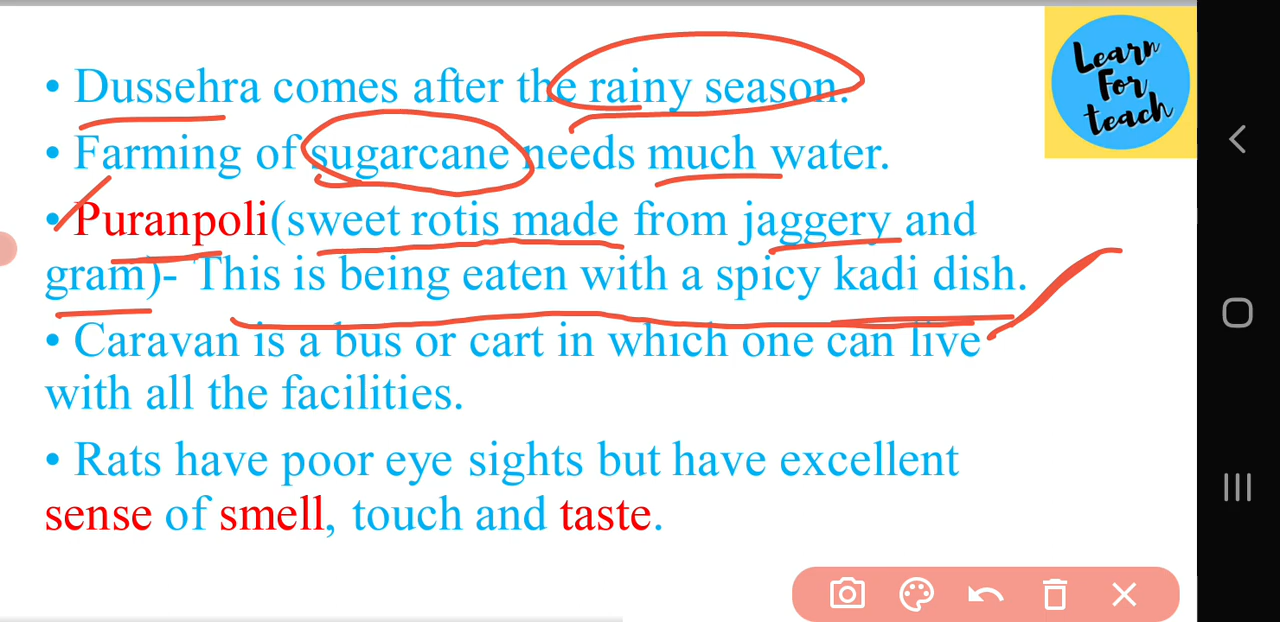 • Dussehra comes after the rainy season.
• Farming of sugarcane needs much water.
• Puranpoli(sweet rotis made from jaggery and
gram)- This is being eaten with a spicy kadi dish.
• Caravan is a bus or cart in which one can live
with all the facilities.
• Rats have poor eye sights but have excellent
sense of smell, touch and taste.
Learn
For
teach